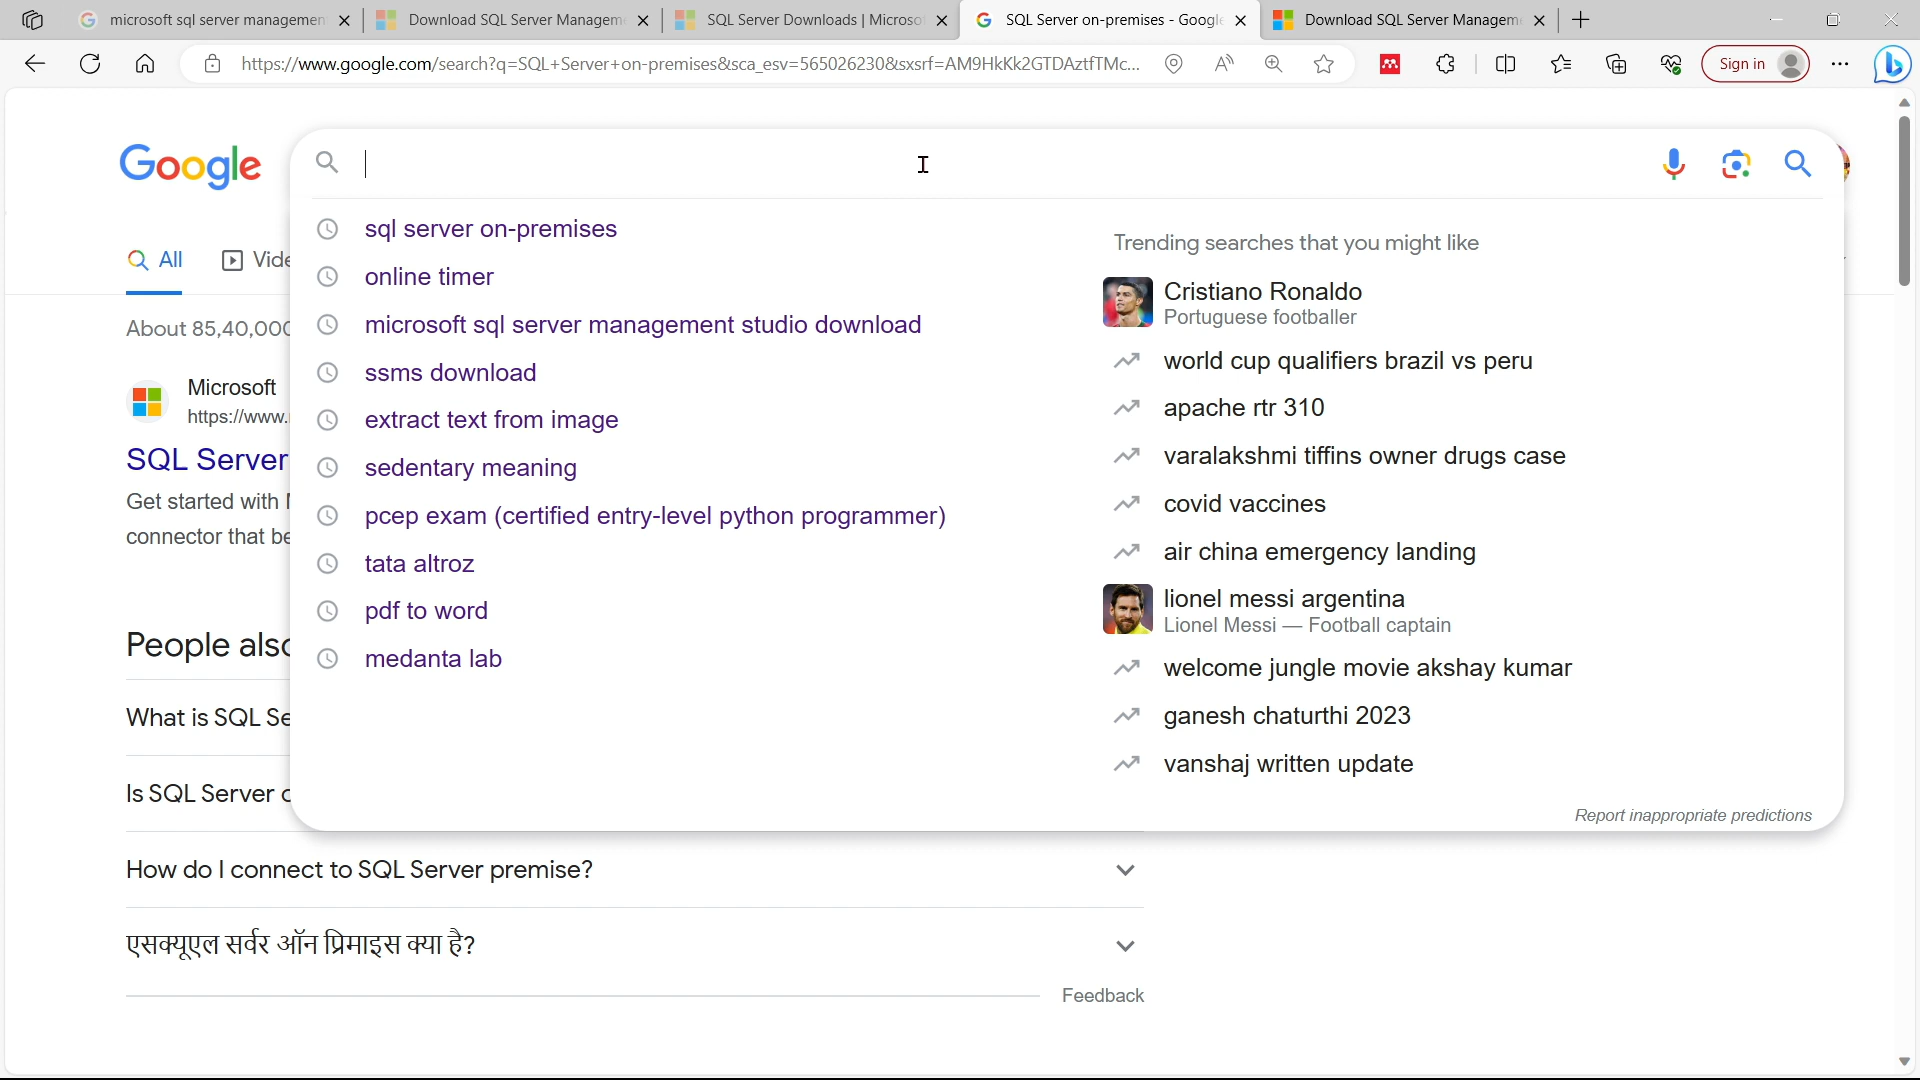 microsoft sql server managemen
Download SQL Server Managem
SQL Server Downloads | Microso
SQL Server on-premises - Google
Download SQL Server Managem
https://www.google.com/search?q=SQL+Server+on-premises&sca_esv=565026230&sxsrf=AM9HkKk2GTDAztfTMc...
Sign in
Google
All
Vide
About 85,40,000
Microsoft
https://www.
SQL Server
Get started with
connector that be
People also
What is SQL Se
Is SQL Server o
sql server on-premises
online timer
microsoft sql server management studio download
ssms download
extract text from image
sedentary meaning
pcep exam (certified entry-level python programmer)
tata altroz
pdf to word
medanta lab
Trending searches that you might like
Cristiano Ronaldo
Portuguese footballer
world cup qualifiers brazil vs peru
apache rtr 310
varalakshmi tiffins owner drugs case
covid vaccines
air china emergency landing
lionel messi argentina
Lionel Messi — Football captain
welcome jungle movie akshay kumar
ganesh chaturthi 2023
vanshaj written update
Report inappropriate predictions
How do I connect to SQL Server premise?
एसक्यूएल सर्वर ऑन प्रिमाइस क्या है?
Feedback